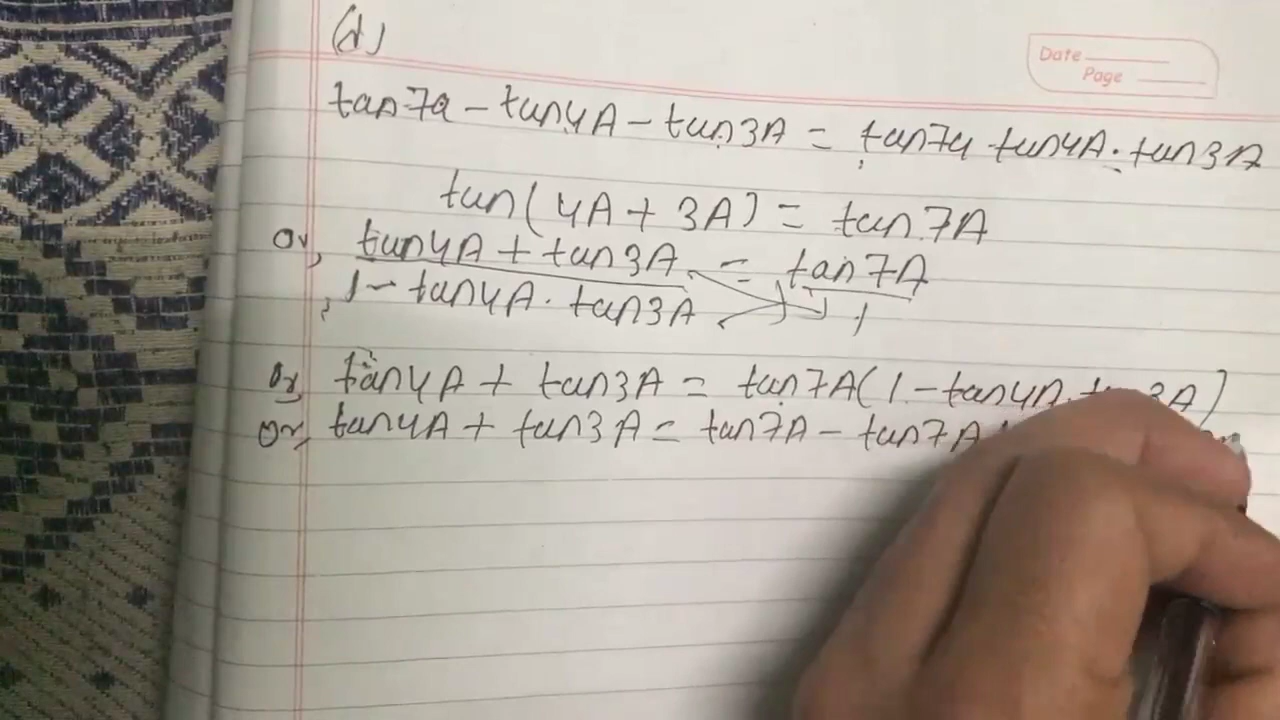 (d)
Date
Page
tan7a - tan4A - tan3A = tan7a tan4A. tan3A
tan(4A + 3A) = tan7A
Or, tan4A + tan3A = tan7A
1 - tan4A. tan3A 1
Or, tan4A + tan3A = tan7A(1 - tan4A. 3A)
Or, tan4A + tan3A = tan7A - tan7A